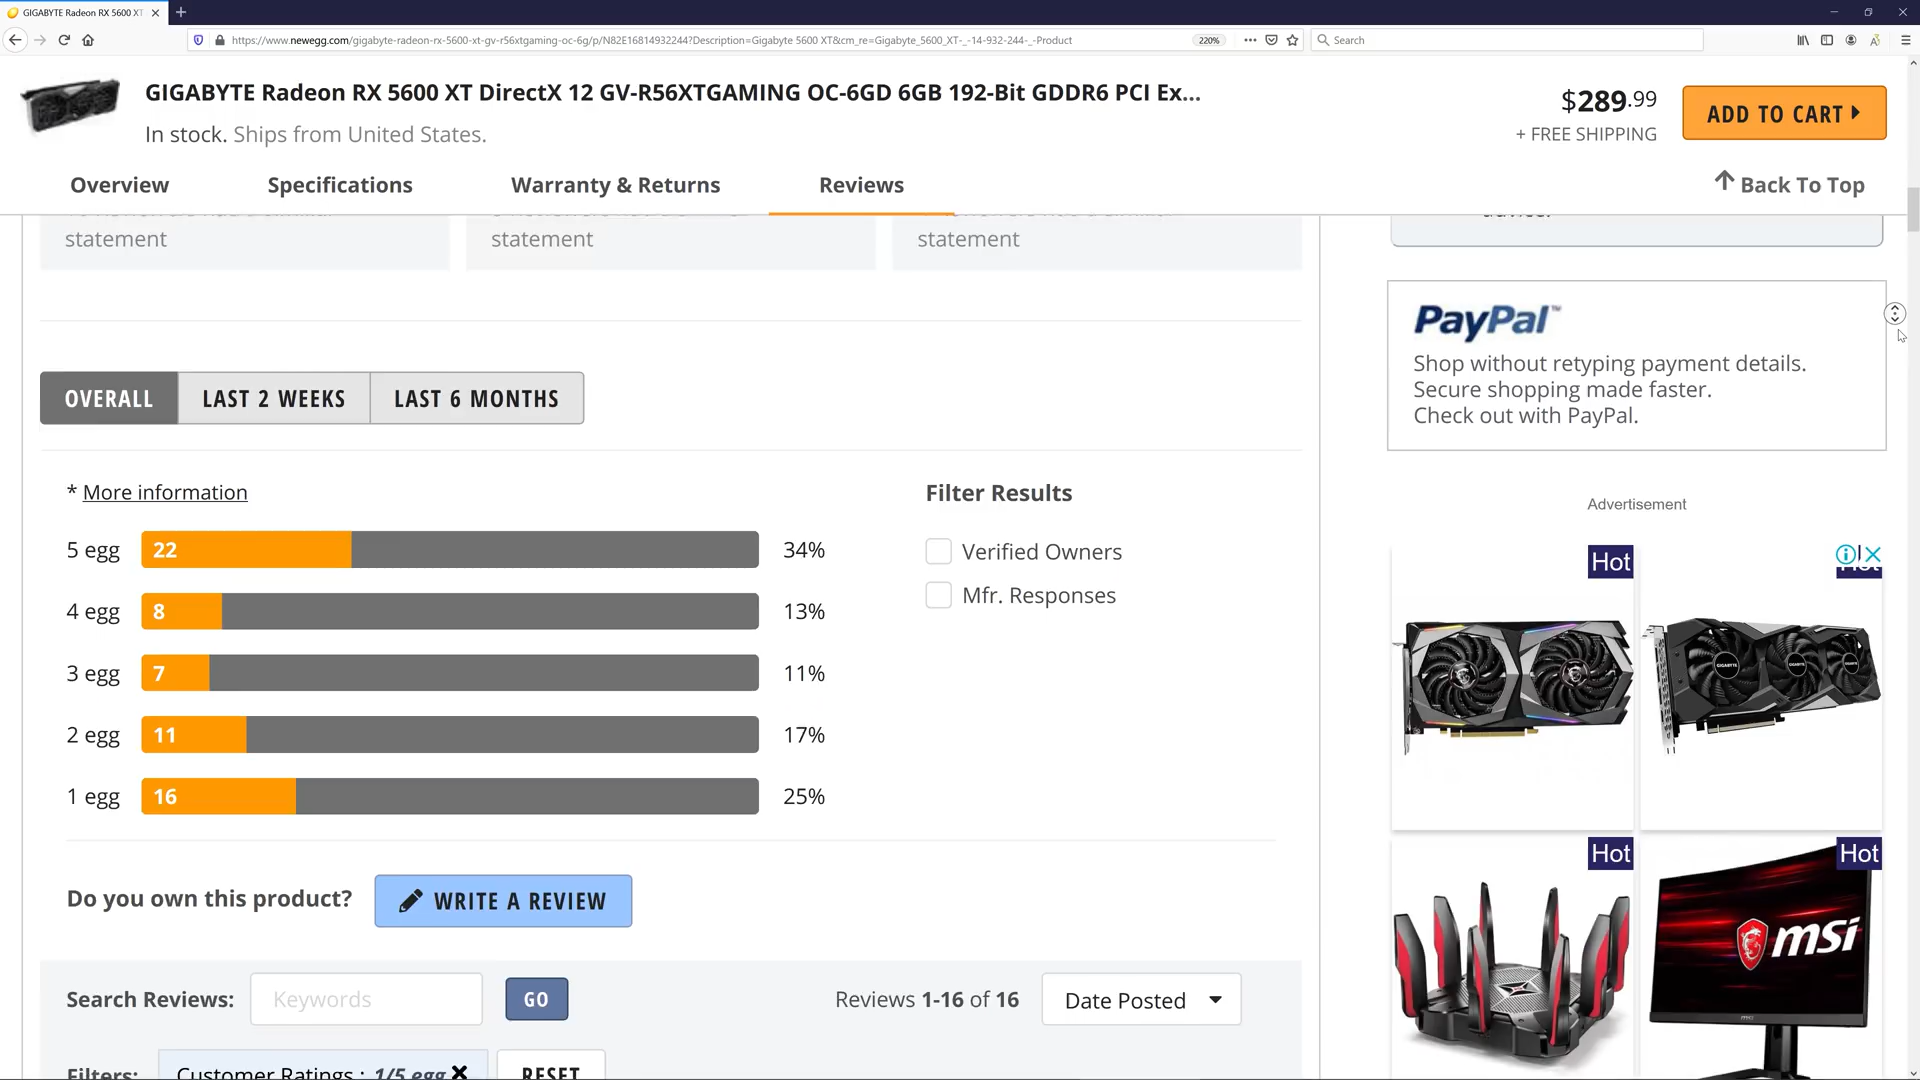 GIGABYTE Radeon RX 5600 XT
https://www.newegg.com/gigabyte-radeon-rx-5600-xt-gv-r56xtgaming-oc-6g/p/N82E16814932244?Description=Gigabyte 5600 XT&cm_re=Gigabyte_5600_XT-_-14-932-244-_-Product
220%
Search
GIGABYTE Radeon RX 5600 XT DirectX 12 GV-R56XTGAMING OC-6GD 6GB 192-Bit GDDR6 PCI Ex...
In stock. Ships from United States.
$289.99
+ FREE SHIPPING
ADD TO CART
Overview
Specifications
Warranty & Returns
Reviews
Back To Top
statement
statement
statement
PayPal™
Shop without retyping payment details.
Secure shopping made faster.
Check out with PayPal.
OVERALL
LAST 2 WEEKS
LAST 6 MONTHS
* More information
5 egg 22 34%
4 egg 8 13%
3 egg 7 11%
2 egg 11 17%
1 egg 16 25%
Filter Results
Verified Owners
Mfr. Responses
Advertisement
Hot
Hot
GIGABYTE
GIGABYTE
GIGABYTE
Hot
Hot
msi
Do you own this product?
WRITE A REVIEW
Search Reviews:
Keywords
GO
Reviews 1-16 of 16
Date Posted
Filters:
Customer Ratings : 1/5 egg
RESET